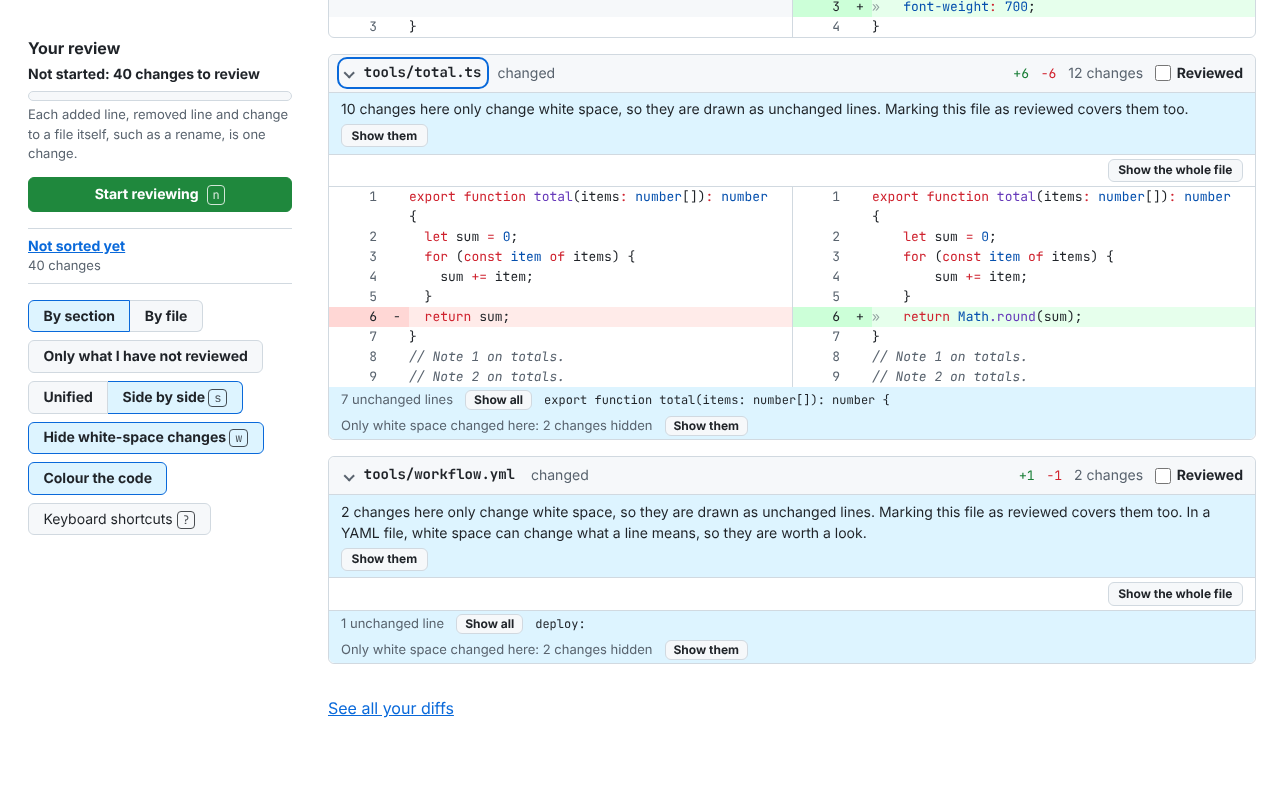 Your review
Not started: 40 changes to review
Each added line, removed line and change
to a file itself, such as a rename, is one
change.
Start reviewing n
Not sorted yet
40 changes
By section By file
Only what I have not reviewed
Unified Side by side s
Hide white-space changes w
Colour the code
Keyboard shortcuts ?
3 + » font-weight: 700;
3 } 4 }
tools/total.ts changed +6 -6 12 changes Reviewed
10 changes here only change white space, so they are drawn as unchanged lines. Marking this file as reviewed covers them too.
Show them
Show the whole file
1 export function total(items: number[]): number 1 export function total(items: number[]): number
{ {
2 let sum = 0; 2 let sum = 0;
3 for (const item of items) { 3 for (const item of items) {
4 sum += item; 4 sum += item;
5 } 5 }
6 - return sum; 6 + » return Math.round(sum);
7 } 7 }
8 // Note 1 on totals. 8 // Note 1 on totals.
9 // Note 2 on totals. 9 // Note 2 on totals.
7 unchanged lines Show all export function total(items: number[]): number {
Only white space changed here: 2 changes hidden Show them
tools/workflow.yml changed +1 -1 2 changes Reviewed
2 changes here only change white space, so they are drawn as unchanged lines. Marking this file as reviewed covers them too. In a
YAML file, white space can change what a line means, so they are worth a look.
Show them
Show the whole file
1 unchanged line Show all deploy:
Only white space changed here: 2 changes hidden Show them
See all your diffs